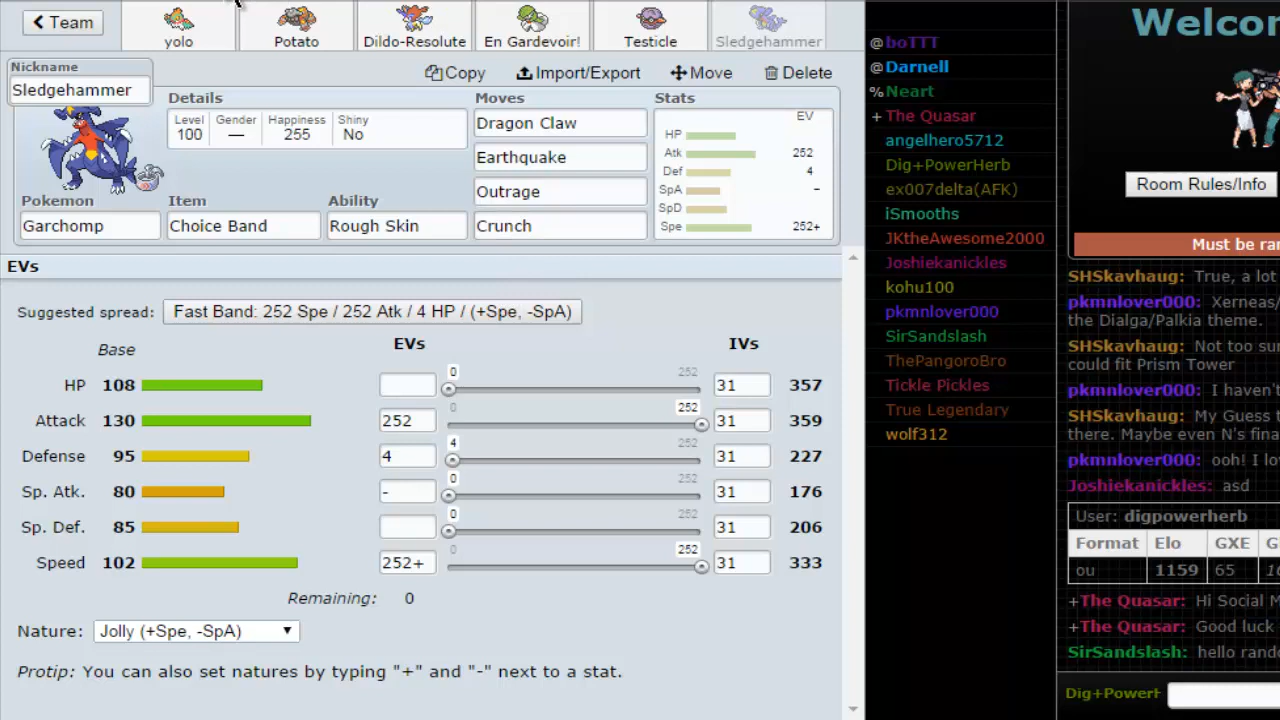 < Team
yolo
Potato
Dildo-Resolute
En Gardevoir!
Testicle
Sledgehammer
Nickname
Sledgehammer
Copy
Import/Export
Move
Delete
Details
Level
100
Gender
—
Happiness
255
Shiny
No
Pokemon
Garchomp
Item
Choice Band
Ability
Rough Skin
Moves
Dragon Claw
Earthquake
Outrage
Crunch
Stats
EV
HP
Atk 252
Def 4
SpA -
SpD
Spe 252+
EVs
Suggested spread: Fast Band: 252 Spe / 252 Atk / 4 HP / (+Spe, -SpA)
Base EVs IVs
HP 108 0 252 31 357
Attack 130 252 0 252 31 359
Defense 95 4 4 252 31 227
Sp. Atk. 80 - 0 252 31 176
Sp. Def. 85 0 252 31 206
Speed 102 252+ 0 252 31 333
Remaining: 0
Nature: Jolly (+Spe, -SpA)
Protip: You can also set natures by typing "+" and "-" next to a stat.
@boTTT
@Darnell
%Neart
+The Quasar
angelhero5712
Dig+PowerHerb
ex007delta(AFK)
iSmooths
JKtheAwesome2000
Joshiekanickles
kohu100
pkmnlover000
SirSandslash
ThePangoroBro
Tickle Pickles
True Legendary
wolf312
Welcor
Room Rules/Info
Must be rar
SHSkavhaug: True, a lot
pkmnlover000: Xerneas/
the Dialga/Palkia theme.
SHSkavhaug: Not too sur
could fit Prism Tower
pkmnlover000: I haven't
SHSkavhaug: My Guess t
there. Maybe even N's fina
pkmnlover000: ooh! I lo
Joshiekanickles: asd
User: digpowerherb
Format Elo GXE G
ou 1159 65
+The Quasar: Hi Social M
+The Quasar: Good luck
SirSandslash: hello rando